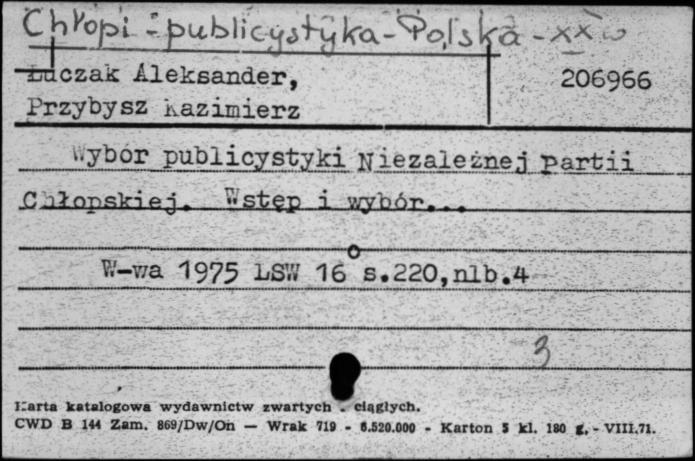 Chłopi - publicystyka - Polska - XX w
Łuczak Aleksander, 206966
Przybysz Kazimierz
Wybór publicystyki Niezależnej Partii
Chłopskiej. Wstęp i wybór...
W-wa 1975 LSW 16° s.220,nlb.4
3
Karta katalogowa wydawnictw zwartych i ciągłych.
CWD B 144 Zam. 869/Dw/On — Wrak 719 - 6.520.000 - Karton 5 kl. 180 g. - VIII.71.